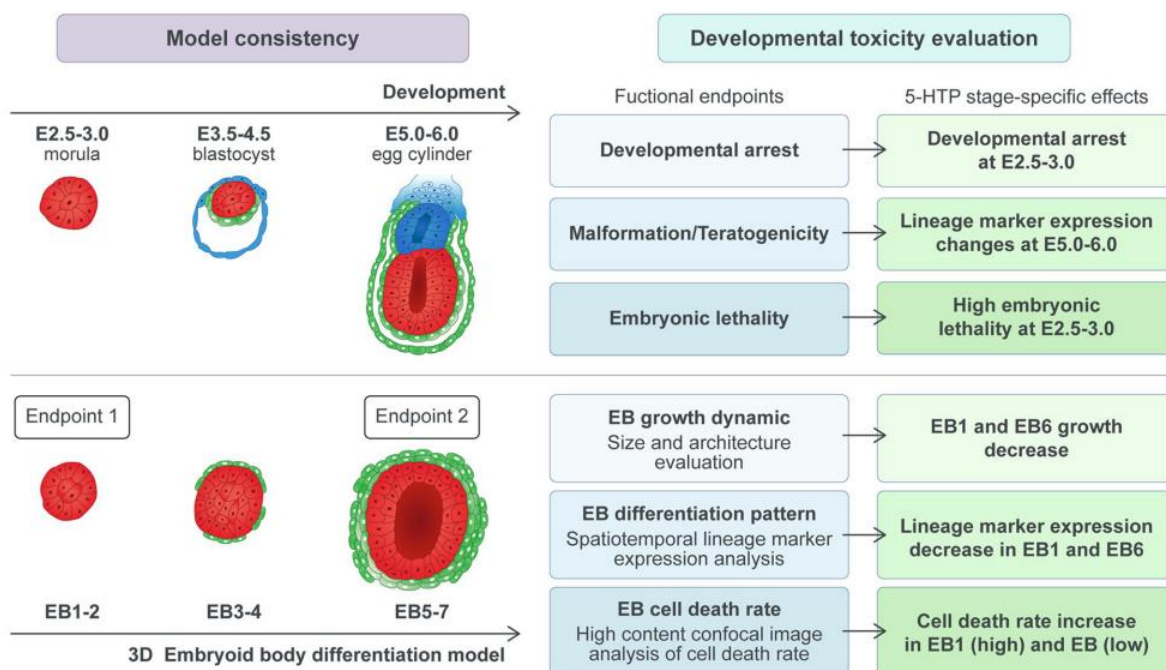 Model consistency
Developmental toxicity evaluation
Development
E2.5-3.0
morula
E3.5-4.5
blastocyst
E5.0-6.0
egg cylinder
Fuctional endpoints
5-HTP stage-specific effects
Developmental arrest
Developmental arrest
at E2.5-3.0
Malformation/Teratogenicity
Lineage marker expression
changes at E5.0-6.0
Embryonic lethality
High embryonic
lethality at E2.5-3.0
Endpoint 1
Endpoint 2
EB1-2
EB3-4
EB5-7
3D Embryoid body differentiation model
EB growth dynamic
Size and architecture
evaluation
EB1 and EB6 growth
decrease
EB differentiation pattern
Spatiotemporal lineage marker
expression analysis
Lineage marker expression
decrease in EB1 and EB6
EB cell death rate
High content confocal image
analysis of cell death rate
Cell death rate increase
in EB1 (high) and EB (low)